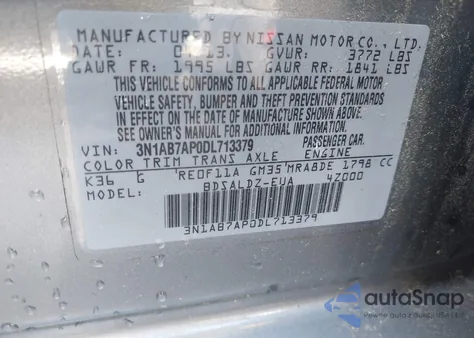 MANUFACTURED BY NISSAN MOTOR CO., LTD.
DATE: GVWR: 3772 LBS
GAWR FR: 1995 LBS GAWR RR: 1841 LBS
THIS VEHICLE CONFORMS TO ALL APPLICABLE FEDERAL MOTOR
VEHICLE SAFETY, BUMPER AND THEFT PREVENTION STANDARDS
IN EFFECT ON THE DATE OF MANUFACTURE SHOWN ABOVE.
SEE OWNER'S MANUAL FOR ADDITIONAL INFORMATION
VIN: 3N1AB7AP0DL713379 PASSENGER CAR.
COLOR TRIM TRANS AXLE ENGINE
K36 G RE0F11A GM35 MRA8DE 1798 CC
MODEL BDSALDZ-EUA 4Z000
3N1AB7AP0DL713379
autoSnap